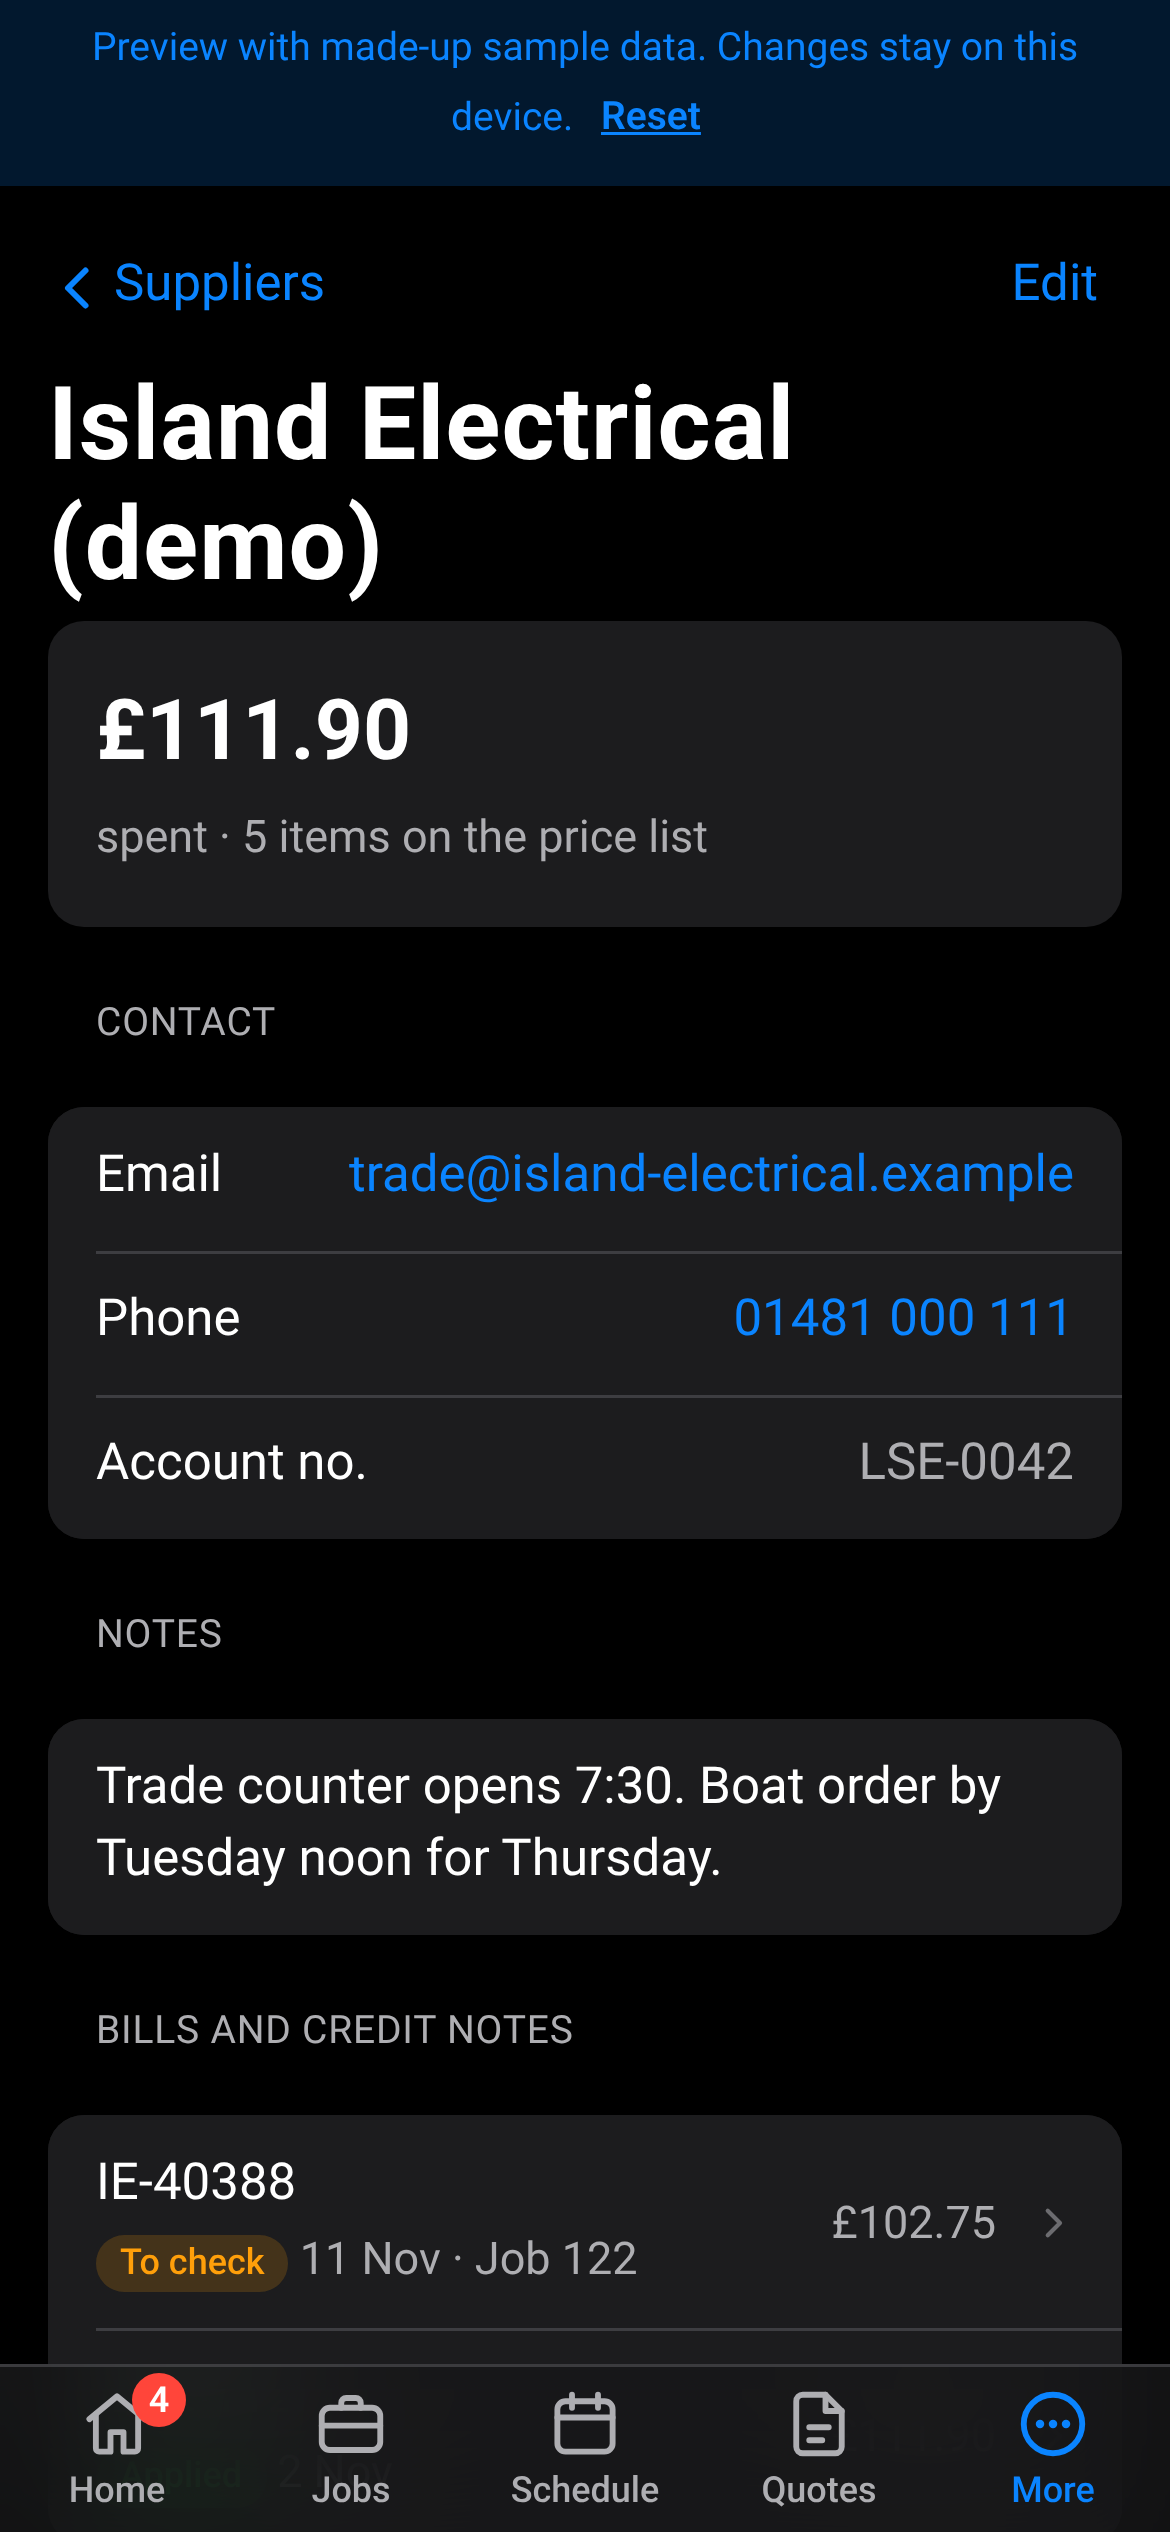 Preview with made-up sample data. Changes stay on this
device. Reset
Suppliers
Edit
Island Electrical
(demo)
£111.90
spent · 5 items on the price list
CONTACT
Email
trade@island-electrical.example
Phone
01481 000 111
Account no.
LSE-0042
NOTES
Trade counter opens 7:30. Boat order by
Tuesday noon for Thursday.
BILLS AND CREDIT NOTES
IE-40388
£102.75
To check 11 Nov · Job 122
Applied 2 Nov
4
Home
Jobs
Schedule
Quotes
More